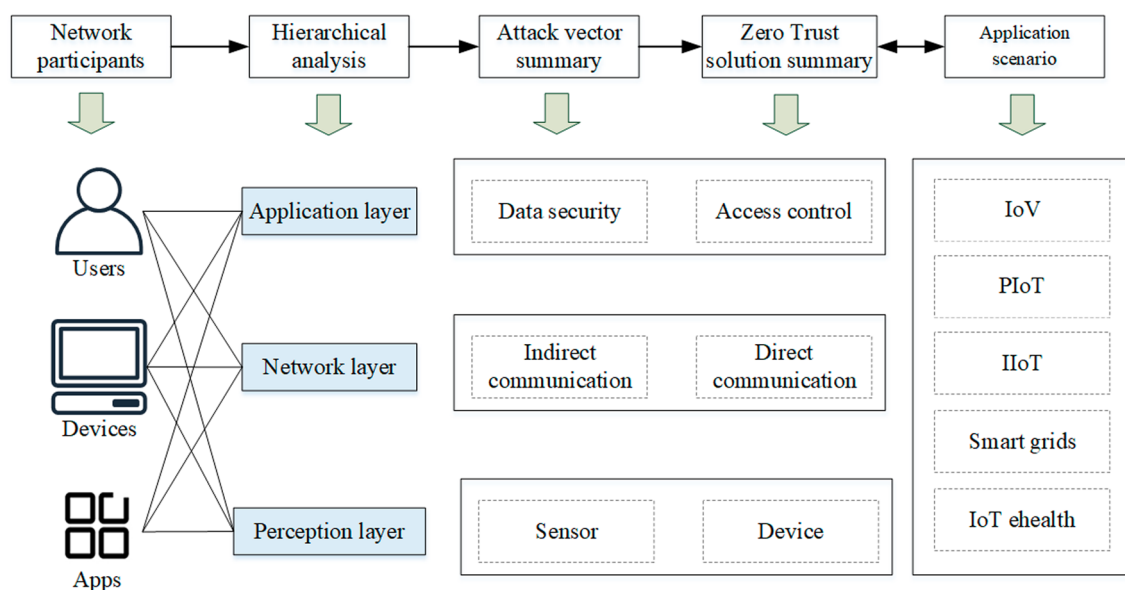 Network
participants
Hierarchical
analysis
Attack vector
summary
Zero Trust
solution summary
Application
scenario
Users
Devices
Apps
Application layer
Network layer
Perception layer
Data security
Access control
Indirect
communication
Direct
communication
Sensor
Device
IoV
PIoT
IIoT
Smart grids
IoT ehealth